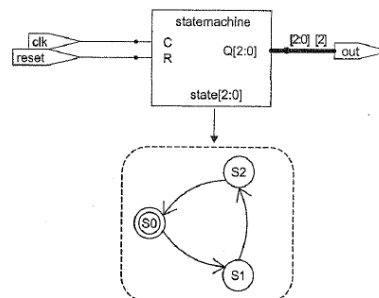 statemachine
clk
C
Q[2:0]
[2:0] [2]
out
reset
R
state[2:0]
S2
S0
S1